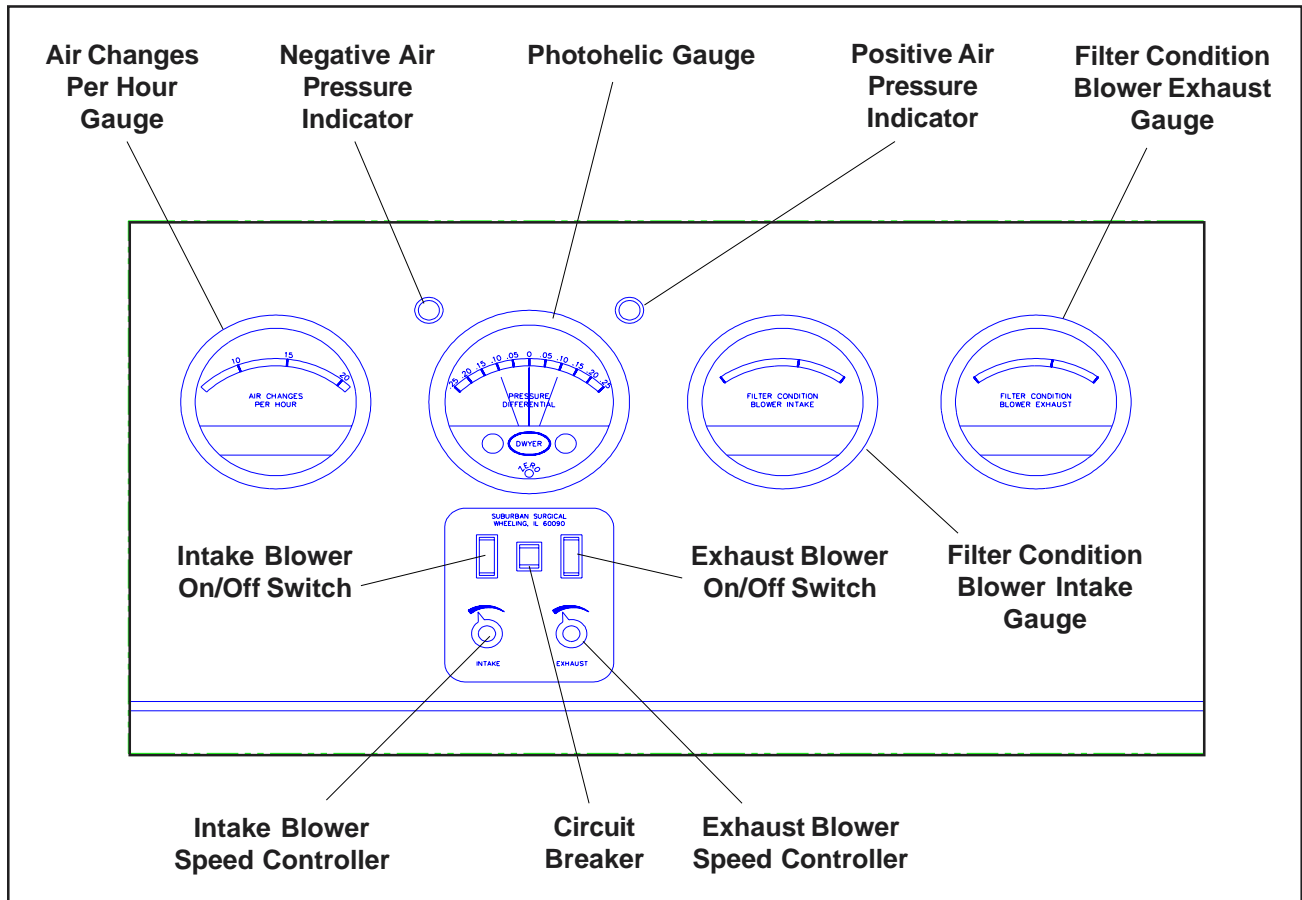 Air Changes
Per Hour
Gauge
Negative Air
Pressure
Indicator
Photohelic Gauge
Positive Air
Pressure
Indicator
Filter Condition
Blower Exhaust
Gauge
10
15
20
AIR CHANGES
PER HOUR
.25 .20 .15 .10 .05 0 .05 .10 .15 .20 .25
PRESSURE
DIFFERENTIAL
DWYER
ZERO
FILTER CONDITION
BLOWER INTAKE
FILTER CONDITION
BLOWER EXHAUST
SUBURBAN SURGICAL
WHEELING, IL 60090
Intake Blower
On/Off Switch
Exhaust Blower
On/Off Switch
Filter Condition
Blower Intake
Gauge
INTAKE
EXHAUST
Intake Blower
Speed Controller
Circuit
Breaker
Exhaust Blower
Speed Controller